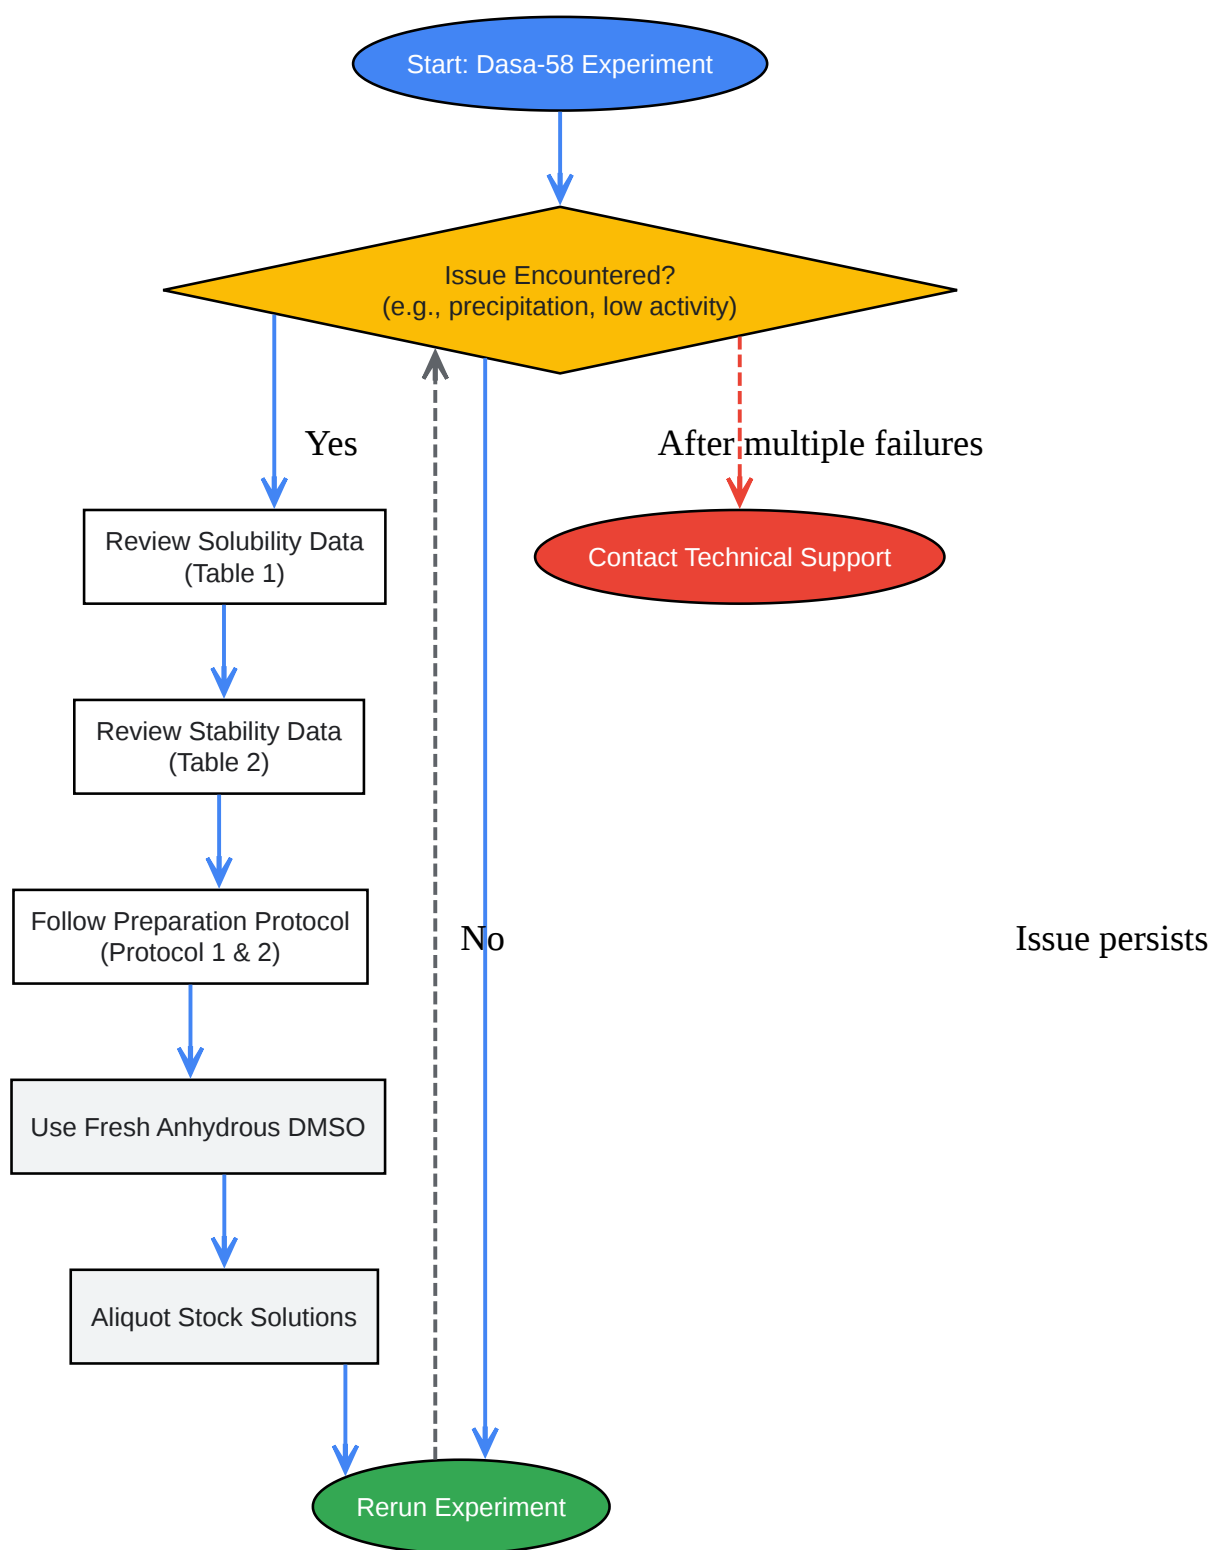 Start: Dasa-58 Experiment
Issue Encountered?
(e.g., precipitation, low activity)
Yes
After multiple failures
Review Solubility Data
(Table 1)
Contact Technical Support
Review Stability Data
(Table 2)
Follow Preparation Protocol
(Protocol 1 & 2)
No
Issue persists
Use Fresh Anhydrous DMSO
Aliquot Stock Solutions
Rerun Experiment